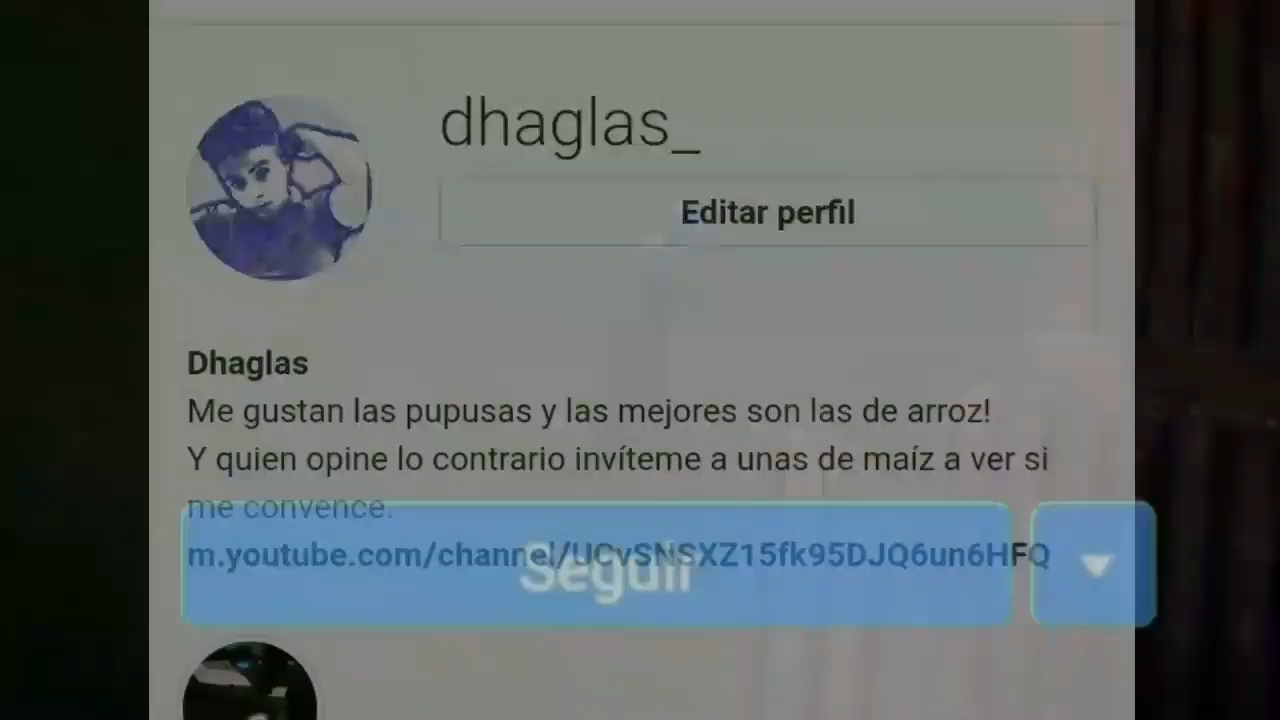 dhaglas_
Editar perfil
Dhaglas
Me gustan las pupusas y las mejores son las de arroz!
Y quien opine lo contrario invíteme a unas de maíz a ver si
me convence.
m.youtube.com/channel/UCvSNSXZ15fk95DJQ6un6HFQ
Seguir